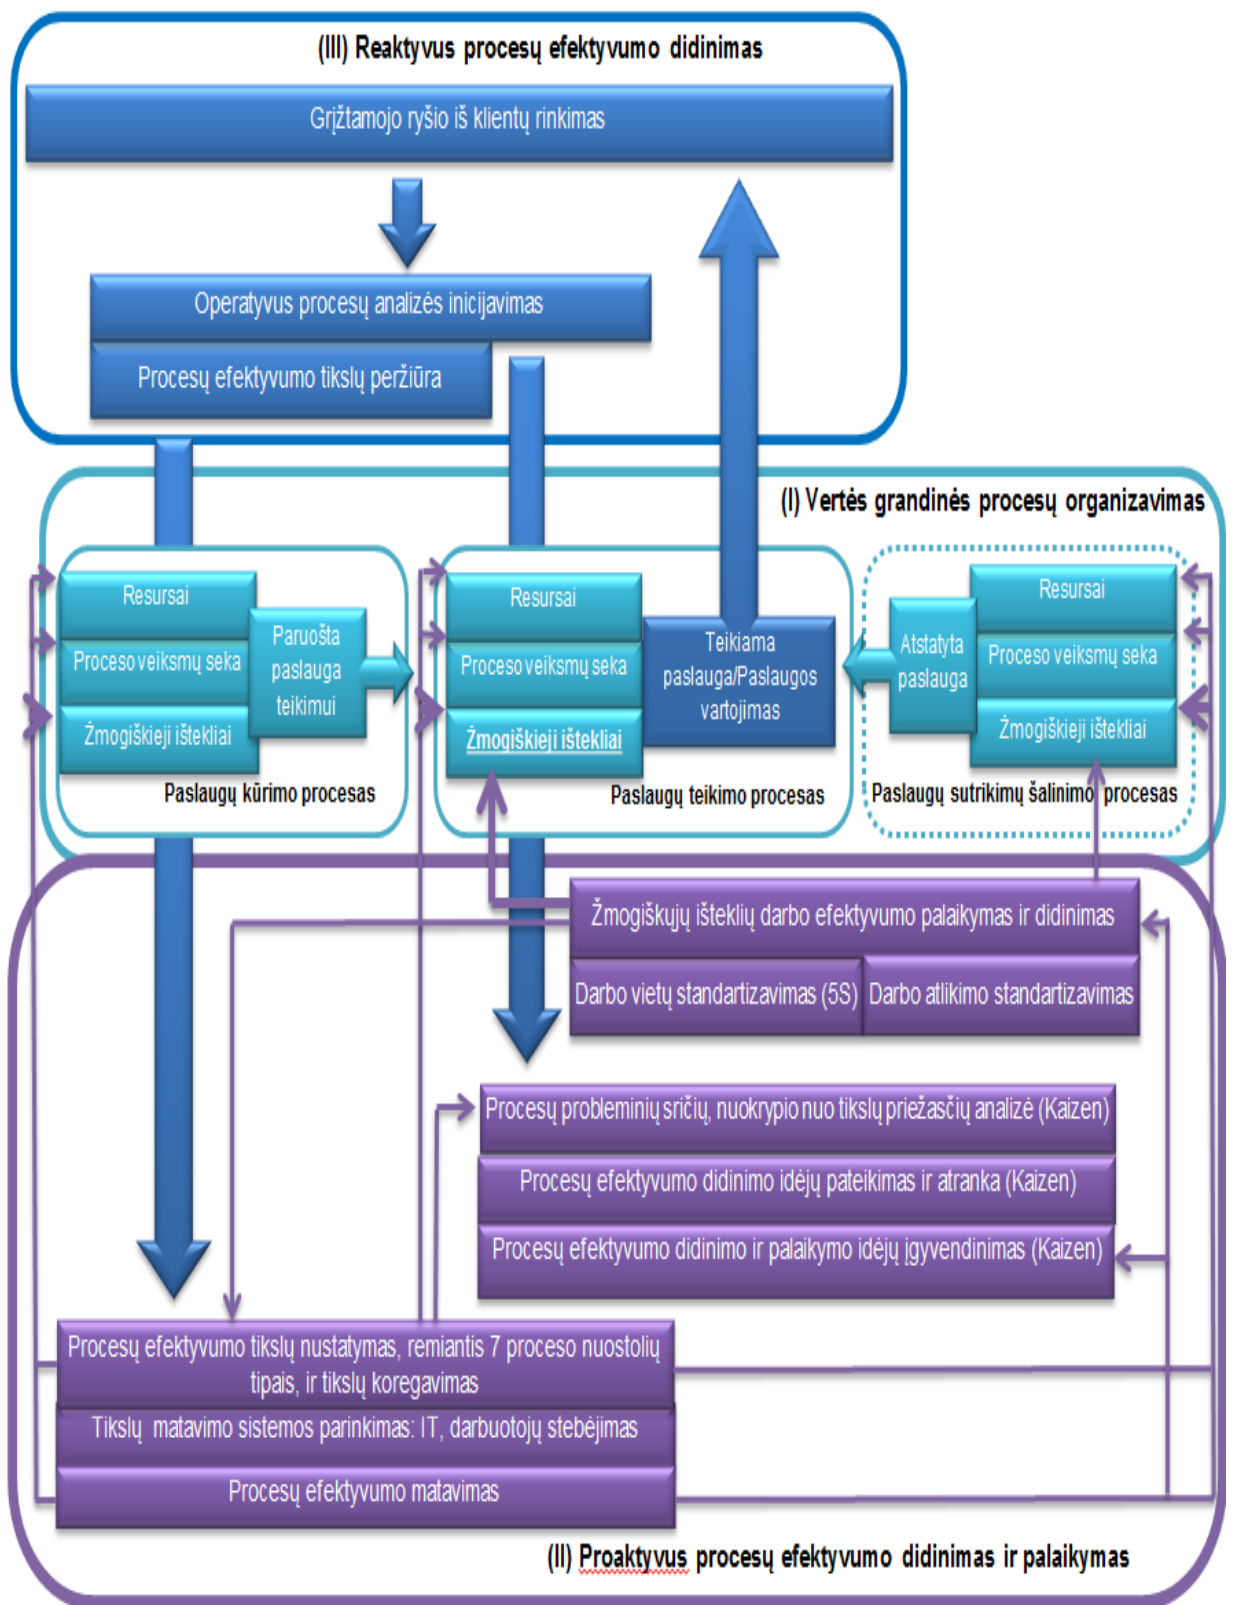 (III) Reaktyvus procesų efektyvumo didinimas
Grįžtamojo ryšio iš klientų rinkimas
Operatyvus procesų analizės inicijavimas
Procesų efektyvumo tikslų peržiūra
(I) Vertės grandinės procesų organizavimas
Resursai
Proceso veiksmų seka
Žmogiškieji ištekliai
Paruošta
paslauga
teikimui
Paslaugų kūrimo procesas
Resursai
Proceso veiksmų seka
Žmogiškieji ištekliai
Teikiama
paslauga/Paslaugos
vartojimas
Paslaugų teikimo procesas
Atstatyta
paslauga
Resursai
Proceso veiksmų seka
Žmogiškieji ištekliai
Paslaugų sutrikimų šalinimo procesas
Žmogiškųjų išteklių darbo efektyvumo palaikymas ir didinimas
Darbo vietų standartizavimas (5S)
Darbo atlikimo standartizavimas
Procesų probleminių sričių, nuokrypio nuo tikslų priežasčių analizė (Kaizen)
Procesų efektyvumo didinimo idėjų pateikimas ir atranka (Kaizen)
Procesų efektyvumo didinimo ir palaikymo idėjų įgyvendinimas (Kaizen)
Procesų efektyvumo tikslų nustatymas, remiantis 7 proceso nuostolių
tipais, ir tikslų koregavimas
Tikslų matavimo sistemos parinkimas: IT, darbuotojų stebėjimas
Procesų efektyvumo matavimas
(II) Proaktyvus procesų efektyvumo didinimas ir palaikymas